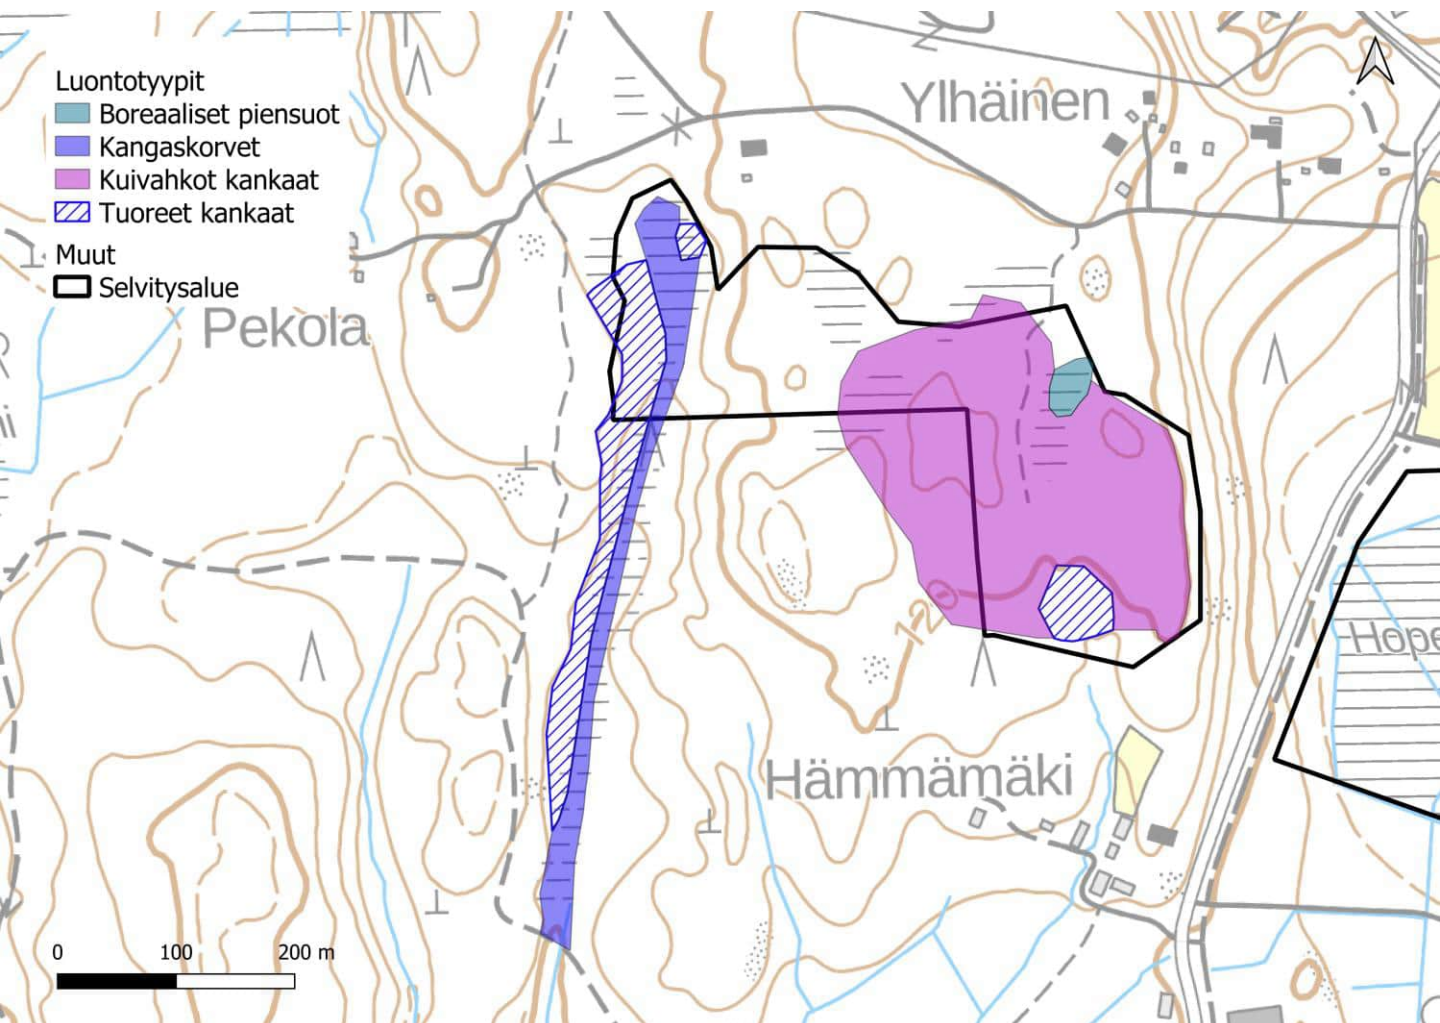 Luontotyypit
Boreaaliset piensuot
Kangaskorvet
Kuivahkot kankaat
Tuoreet kankaat
Muut
Selvitysalue
Ylhäinen
Pekola
Hope
Hämmämäki
0 100 200 m